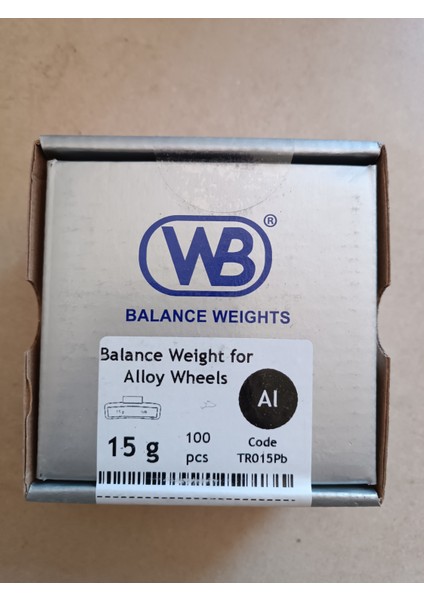 WB®
BALANCE WEIGHTS
Balance Weight for
Alloy Wheels
Al
15 g
100
pcs
Code
TR015Pb